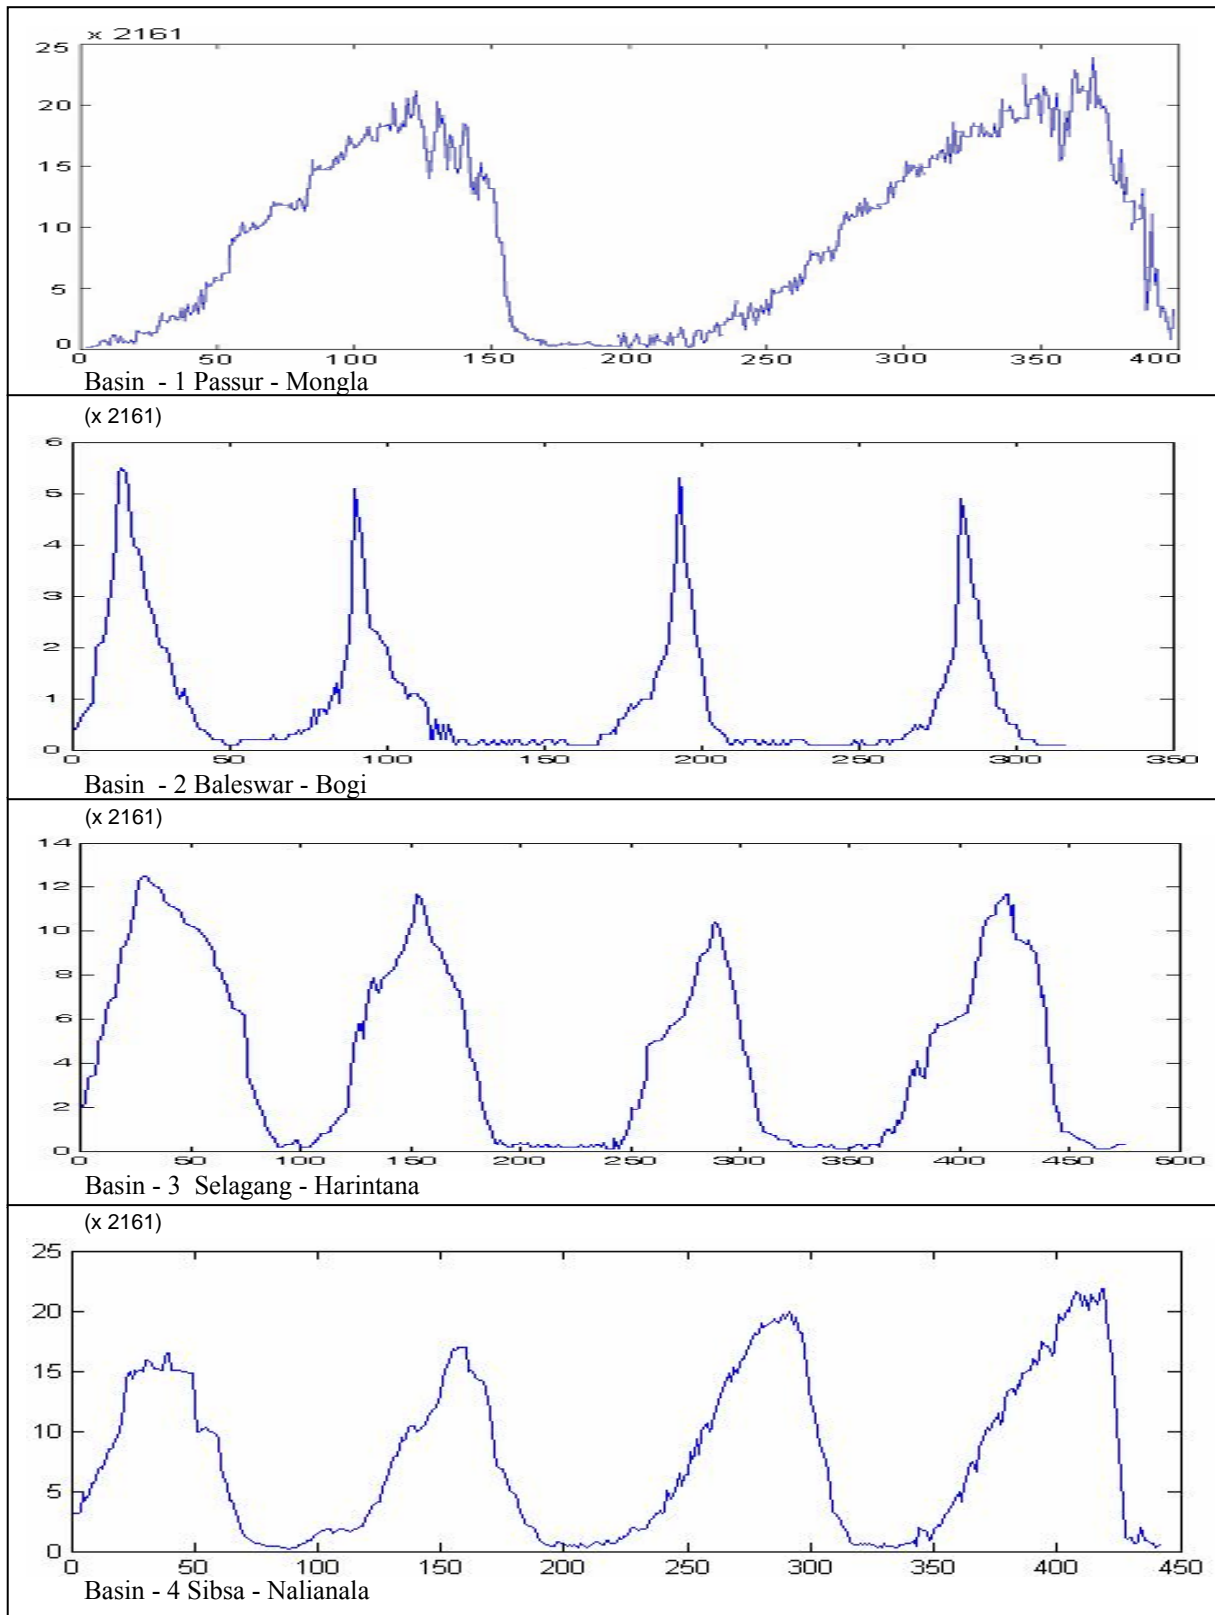 x 2161
25
20
15
10
5
0
0 50 100 150 200 250 300 350 400
Basin - 1 Passur - Mongla
(x 2161)
6
5
4
3
2
1
0
0 50 100 150 200 250 300 350
Basin - 2 Baleswar - Bogi
(x 2161)
14
12
10
8
6
4
2
0
0 50 100 150 200 250 300 350 400 450 500
Basin - 3 Selagang - Harintana
(x 2161)
25
20
15
10
5
0
0 50 100 150 200 250 300 350 400 450
Basin - 4 Sibsa - Nalianala